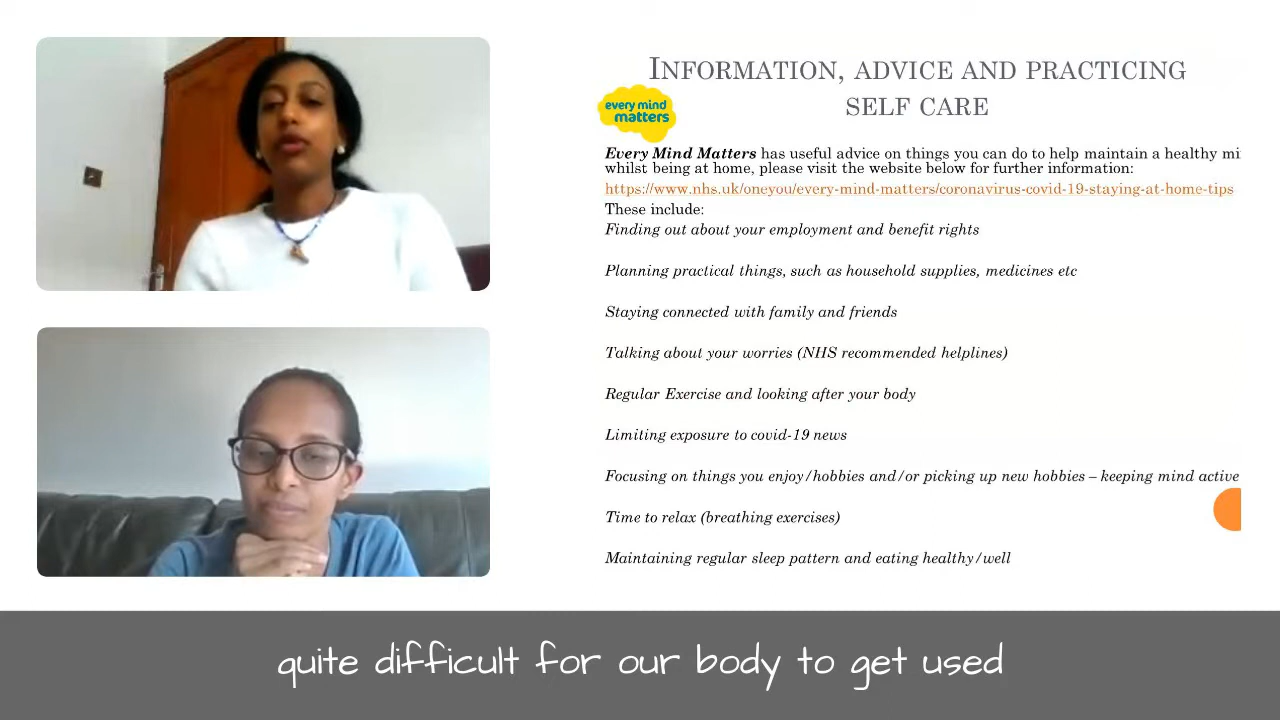 INFORMATION, ADVICE AND PRACTICING
SELF CARE
every mind
matters
Every Mind Matters has useful advice on things you can do to help maintain a healthy mi
whilst being at home, please visit the website below for further information:
https://www.nhs.uk/oneyou/every-mind-matters/coronavirus-covid-19-staying-at-home-tips
These include:
Finding out about your employment and benefit rights
Planning practical things, such as household supplies, medicines etc
Staying connected with family and friends
Talking about your worries (NHS recommended helplines)
Regular Exercise and looking after your body
Limiting exposure to covid-19 news
Focusing on things you enjoy/hobbies and/or picking up new hobbies – keeping mind active
Time to relax (breathing exercises)
Maintaining regular sleep pattern and eating healthy/well
quite difficult for our body to get used